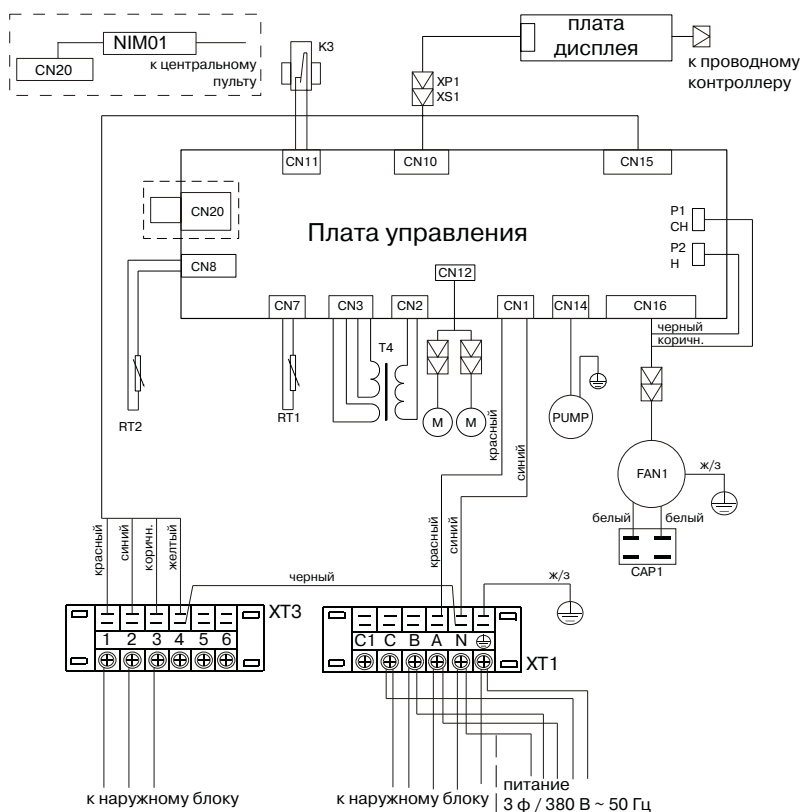 NIM01
CN20
к центральному
пульту
K3
плата
дисплея
к проводному
контроллеру
XP1
XS1
CN11
CN10
CN15
CN20
P1
CH
P2
H
Плата управления
CN8
CN12
CN7
CN3
CN2
CN1
CN14
CN16
черный
коричн.
T4
RT2
RT1
M
M
красный
синий
PUMP
FAN1
ж/з
белый
белый
CAP1
красный
синий
коричн.
желтый
красный
синий
черный
ж/з
XT3
1 2 3 4 5 6
C1 C B A N
XT1
к наружному блоку
к наружному блоку
питание
3 ф / 380 В ~ 50 Гц